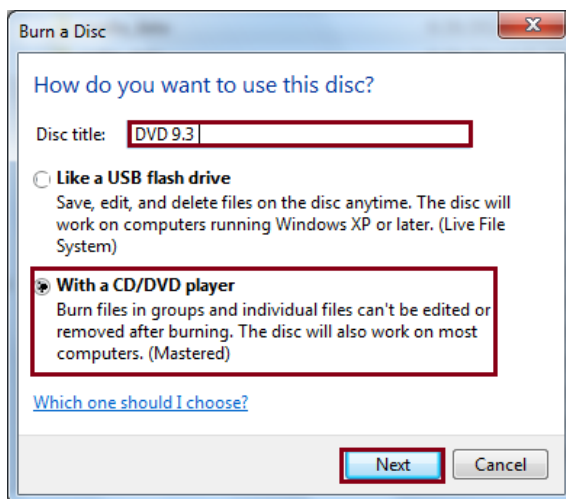 Burn a Disc
How do you want to use this disc?
Disc title: DVD 9.3
Like a USB flash drive
Save, edit, and delete files on the disc anytime. The disc will
work on computers running Windows XP or later. (Live File
System)
With a CD/DVD player
Burn files in groups and individual files can't be edited or
removed after burning. The disc will also work on most
computers. (Mastered)
Which one should I choose?
Next Cancel